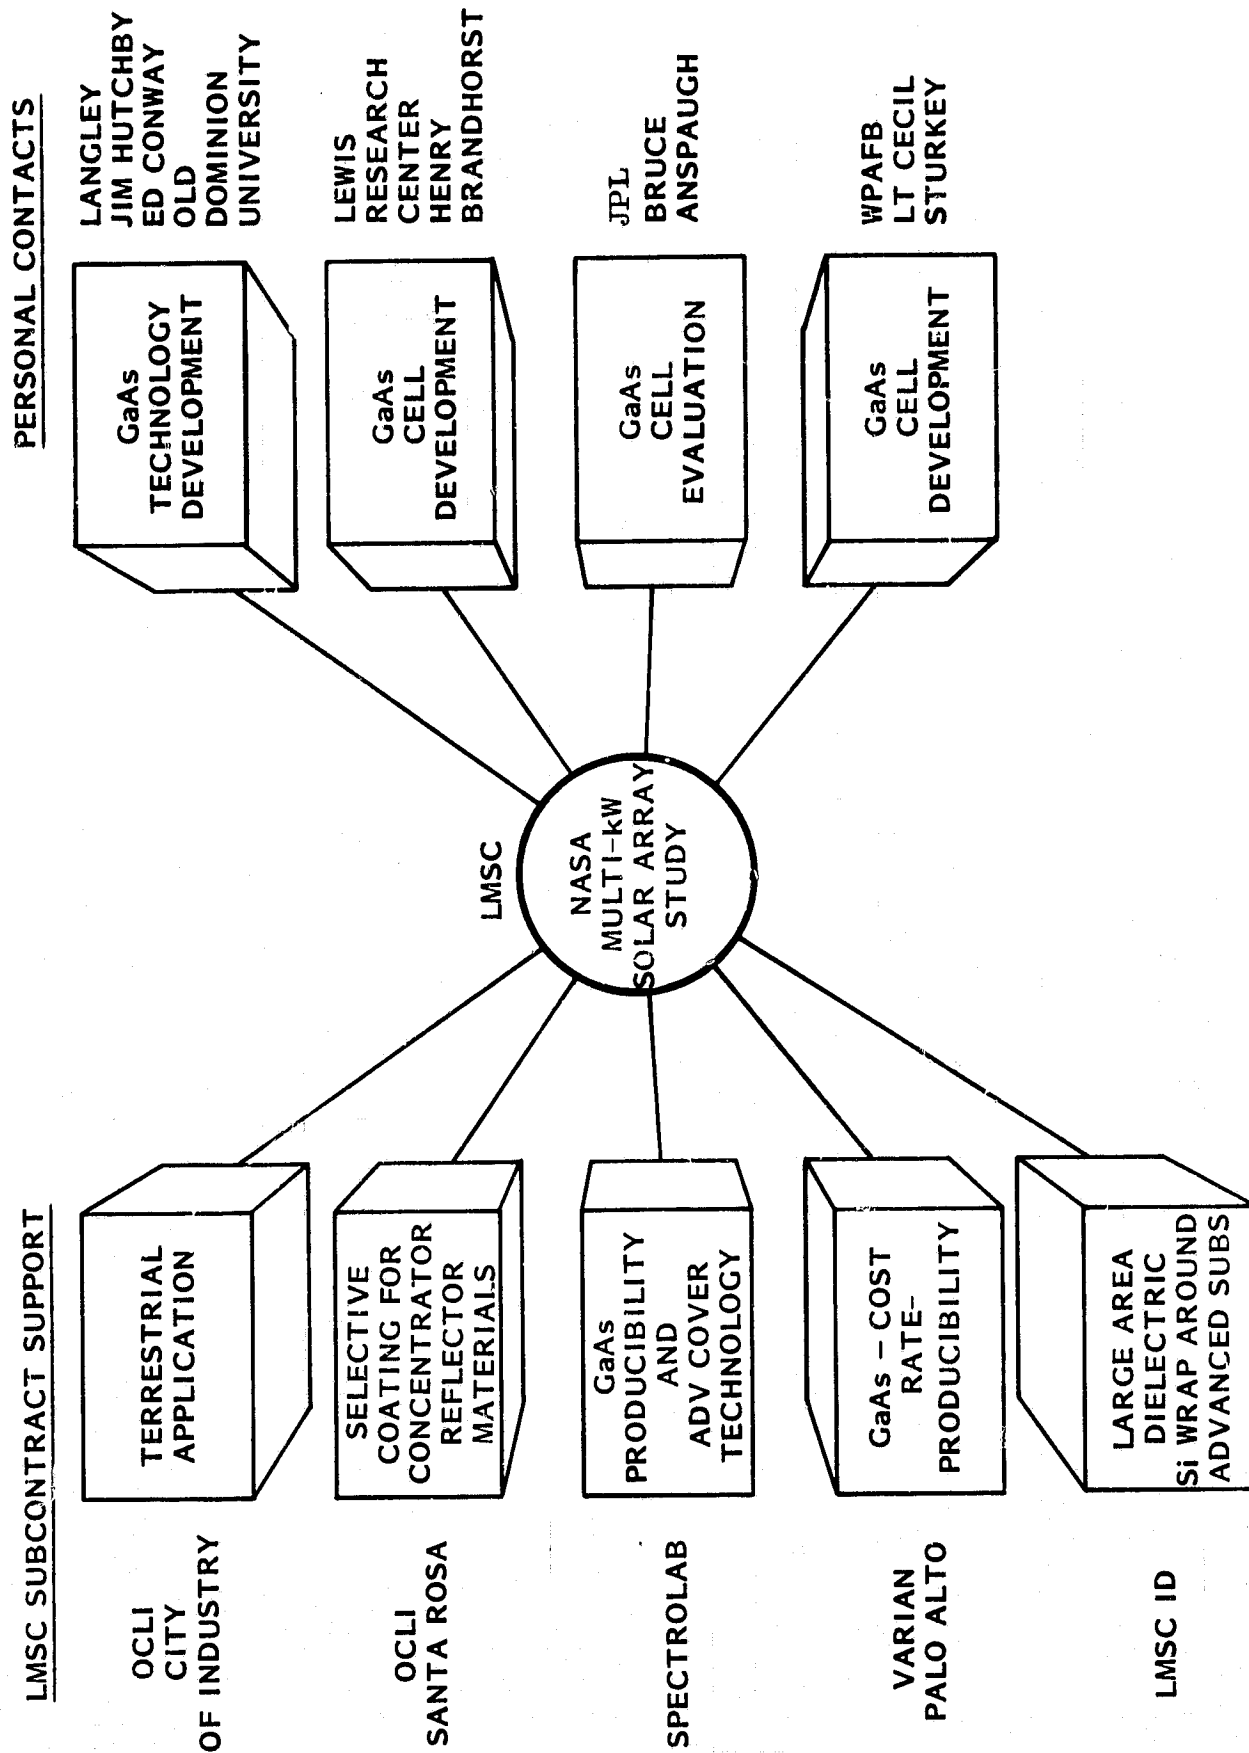 LMSC SUBCONTRACT SUPPORT
OCLI
CITY
OF INDUSTRY
TERRESTRIAL
APPLICATION
OCLI
SANTA ROSA
SELECTIVE
COATING FOR
CONCENTRATOR
REFLECTOR
MATERIALS
SPECTROLAB
GaAs
PRODUCIBILITY
AND
ADV COVER
TECHNOLOGY
VARIAN
PALO ALTO
GaAs – COST
RATE–
PRODUCIBILITY
LMSC ID
LARGE AREA
DIELECTRIC
Si WRAP AROUND
ADVANCED SUBS
LMSC
NASA
MULTI-kW
SOLAR ARRAY
STUDY
PERSONAL CONTACTS
GaAs
TECHNOLOGY
DEVELOPMENT
LANGLEY
JIM HUTCHBY
ED CONWAY
OLD
DOMINION
UNIVERSITY
GaAs
CELL
DEVELOPMENT
LEWIS
RESEARCH
CENTER
HENRY
BRANDHORST
GaAs
CELL
EVALUATION
JPL
BRUCE
ANSPAUGH
GaAs
CELL
DEVELOPMENT
WPAFB
LT CECIL
STURKEY